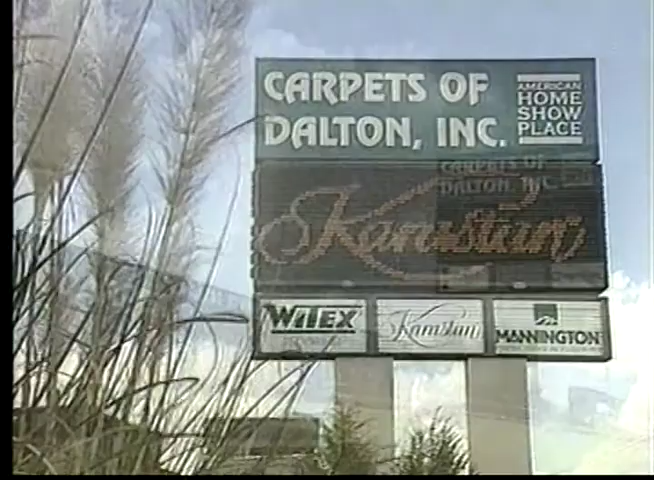 CARPETS OF
DALTON, INC.
AMERICAN
HOME
SHOW
PLACE
CARPETS OF
DALTON, INC.
Karastan
WITEX
Karastan
MANNINGTON